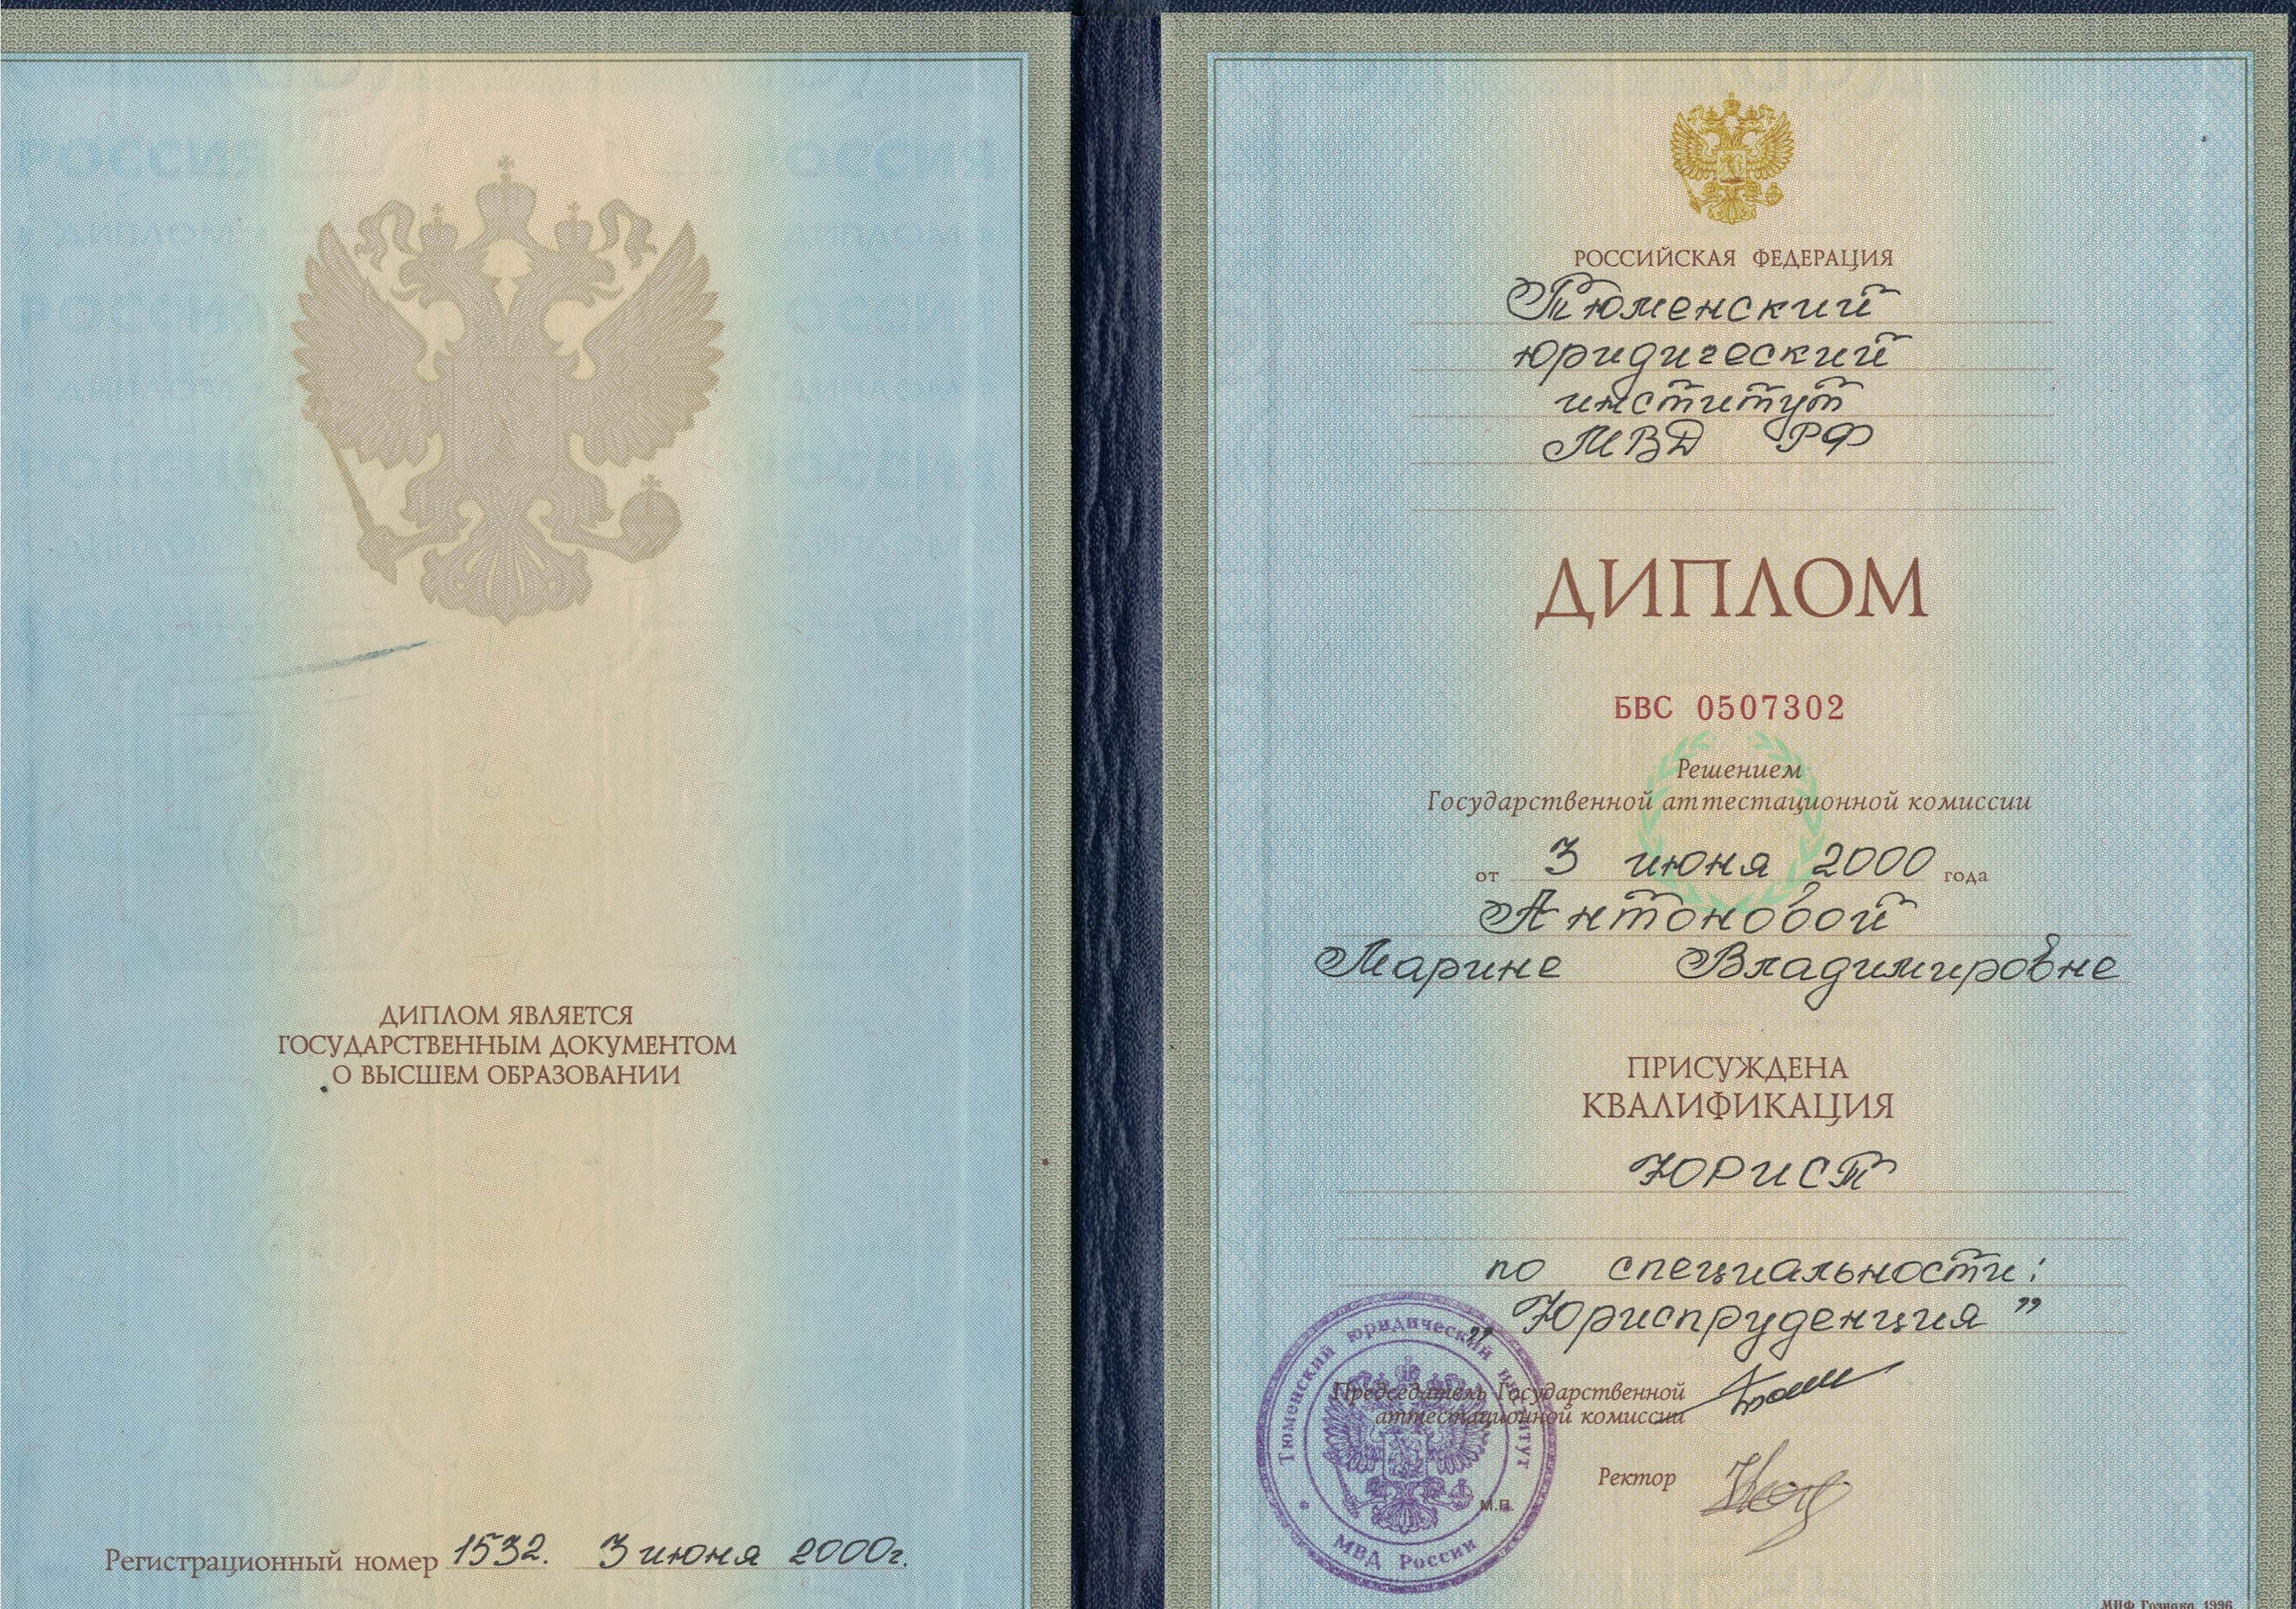 ДИПЛОМ ЯВЛЯЕТСЯ
ГОСУДАРСТВЕННЫМ ДОКУМЕНТОМ
О ВЫСШЕМ ОБРАЗОВАНИИ
Регистрационный номер 1532. 3 июня 2000г.
РОССИЙСКАЯ ФЕДЕРАЦИЯ
Тюменский
юридический
институт
МВД РФ
ДИПЛОМ
БВС 0507302
Решением
Государственной аттестационной комиссии
от 3 июня 2000 года
Антоновой
Марине Владимировне
ПРИСУЖДЕНА
КВАЛИФИКАЦИЯ
ЮРИСТ
по специальности:
„Юриспруденция”
Председатель Государственной
аттестационной комиссии
Ректор
М.П.
Тюменский юридический институт
МВД России
МПФ Гознака. 1996.